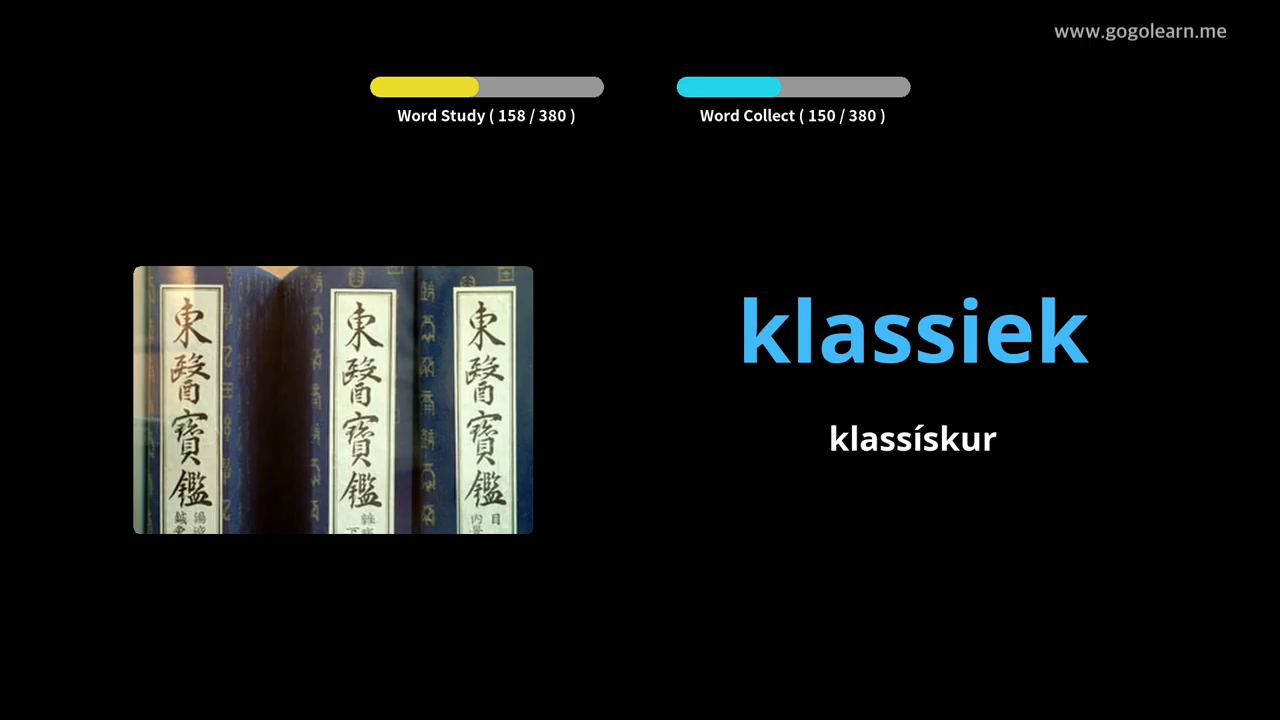 www.gogolearn.me
Word Study ( 158 / 380 )
Word Collect ( 150 / 380 )
東醫寶鑑
東醫寶鑑
東醫寶鑑
klassiek
klassískur